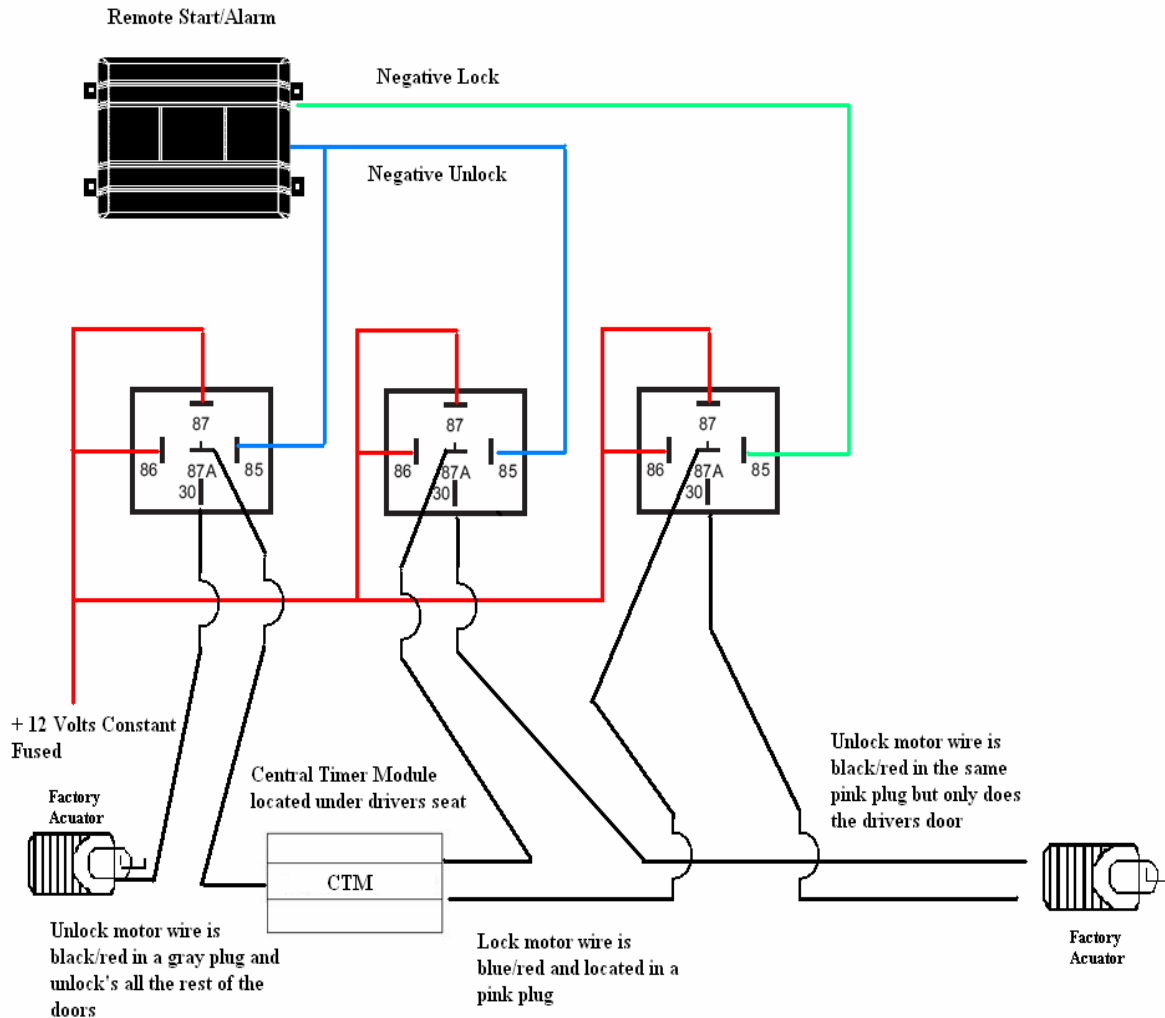 Remote Start/Alarm
Negative Lock
Negative Unlock
87
86
87A
85
30
87
86
87A
85
30
87
86
87A
85
30
+ 12 Volts Constant
Fused
Factory
Acuator
Central Timer Module
located under drivers seat
CTM
Unlock motor wire is
black/red in the same
pink plug but only does
the drivers door
Unlock motor wire is
black/red in a gray plug and
unlock's all the rest of the
doors
Lock motor wire is
blue/red and located in a
pink plug
Factory
Acuator